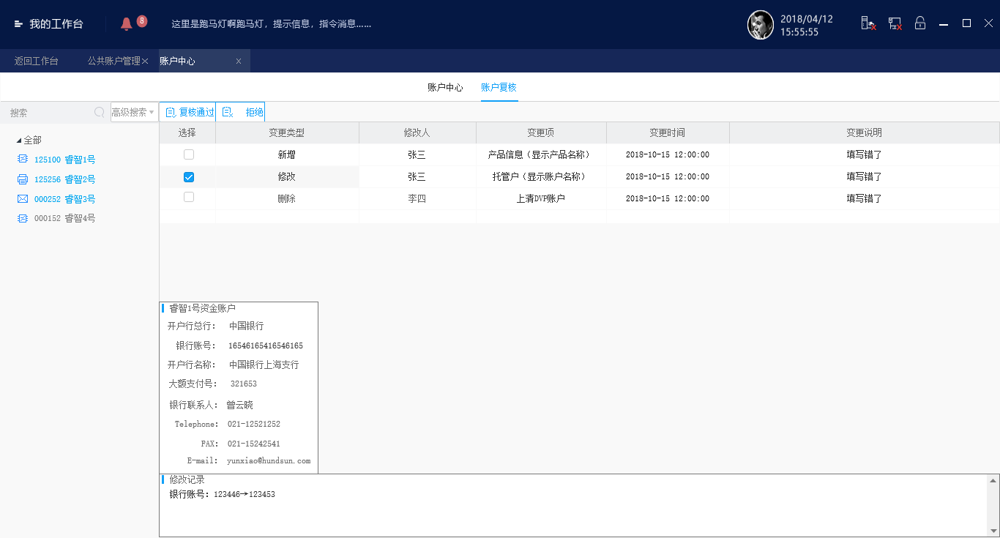 我的工作台
8
这里是跑马灯啊跑马灯，提示信息，指令消息……
2018/04/12
15:55:55
返回工作台 公共账户管理× 账户中心 ×
账户中心 账户复核
搜索 高级搜索 复核通过 拒绝
选择 变更类型 修改人 变更项 变更时间 变更说明
新增 张三 产品信息（显示产品名称） 2018-10-15 12:00:00 填写错了
修改 张三 托管户（显示账户名称） 2018-10-15 12:00:00 填写错了
删除 李四 上清DVP账户 2018-10-15 12:00:00 填写错了
全部
125100 睿智1号
125256 睿智2号
000252 睿智3号
000152 睿智4号
睿智1号资金账户
开户行总行： 中国银行
银行账号： 16546165416546165
开户行名称： 中国银行上海支行
大额支付号： 321653
银行联系人： 曾云晓
Telephone: 021-12521252
FAX: 021-15242541
E-mail: yunxiao@hundsun.com
修改记录
银行账号：123446→123453